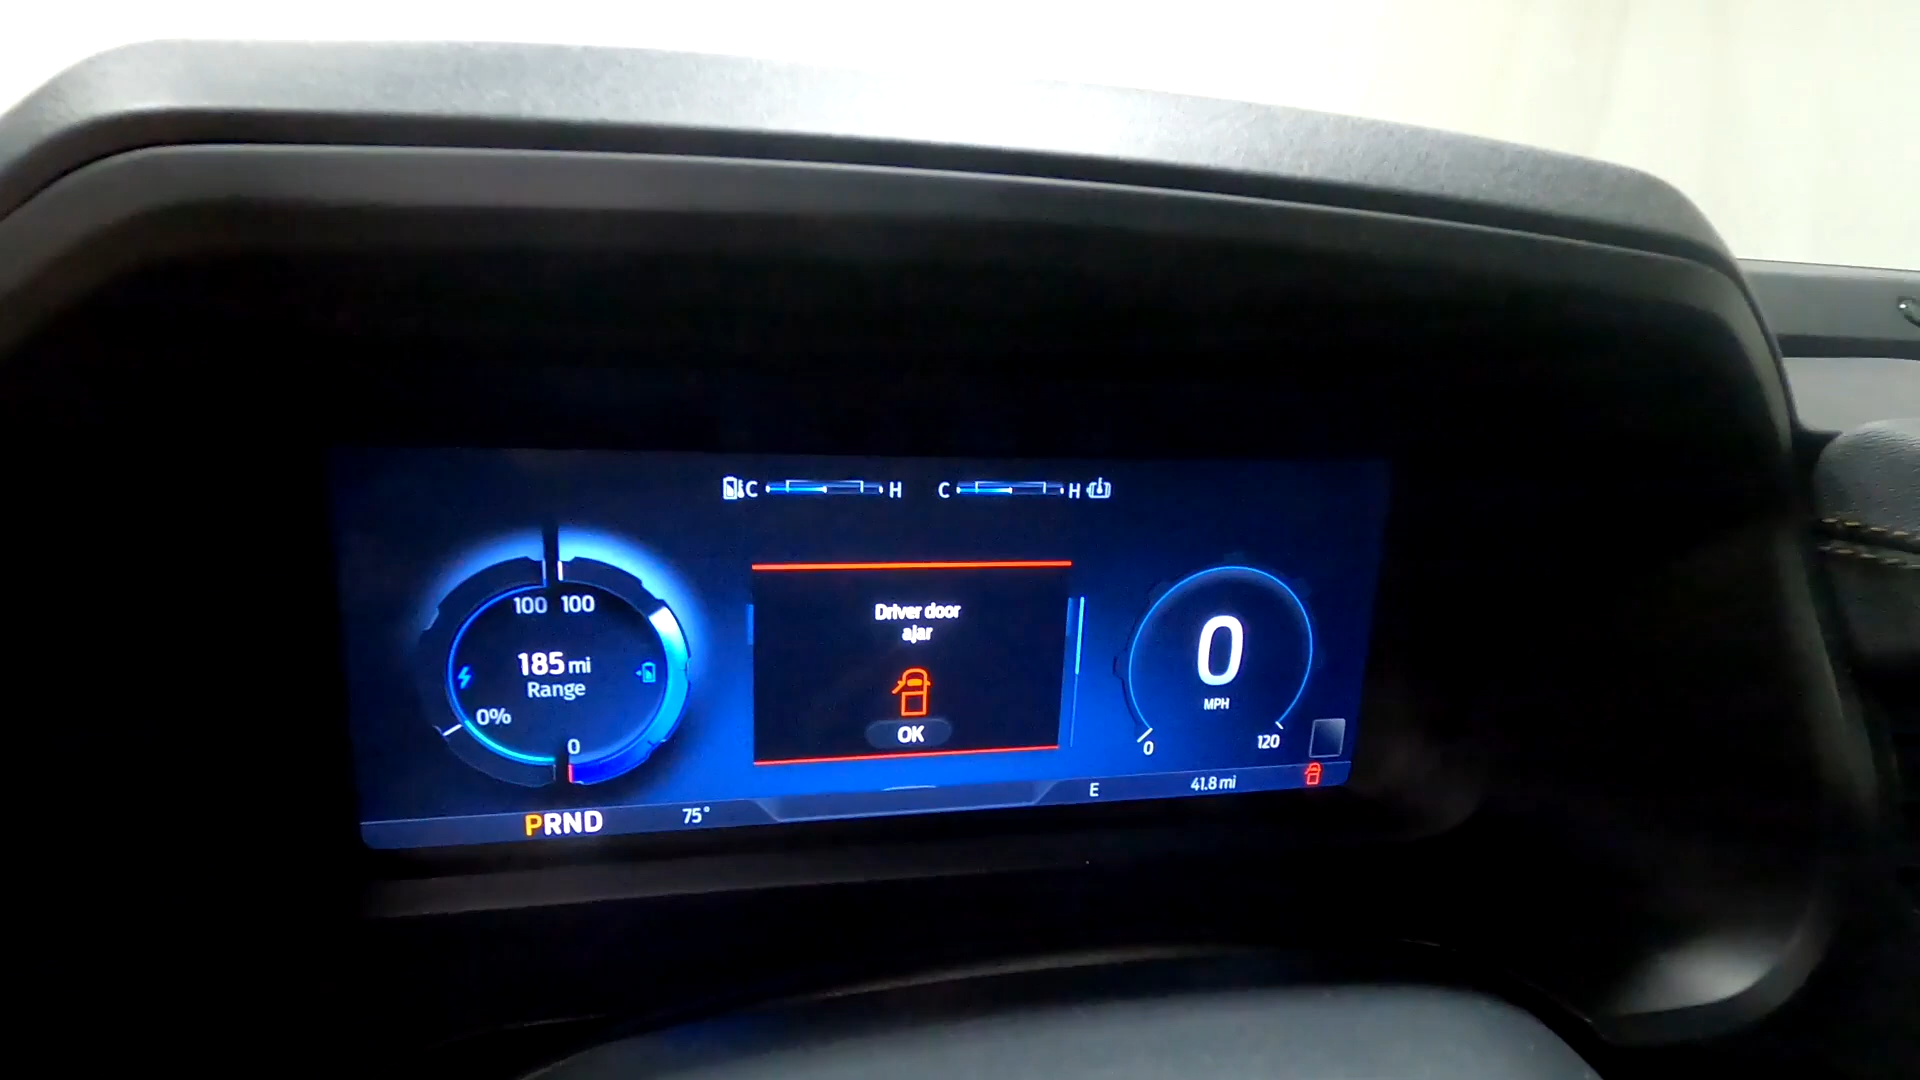 C H C H
100 100
185 mi
Range
0%
0
Driver door
ajar
OK
0
MPH
0 120
PRND 75° E 41.8 mi